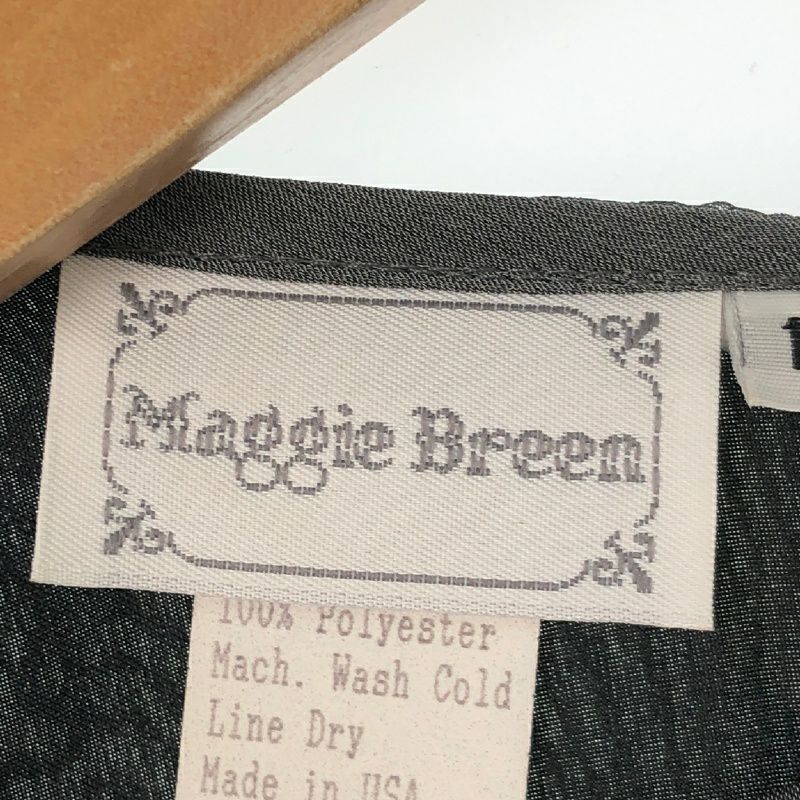 Maggie Breen
100% Polyester
Mach. Wash Cold
Line Dry
Made in USA